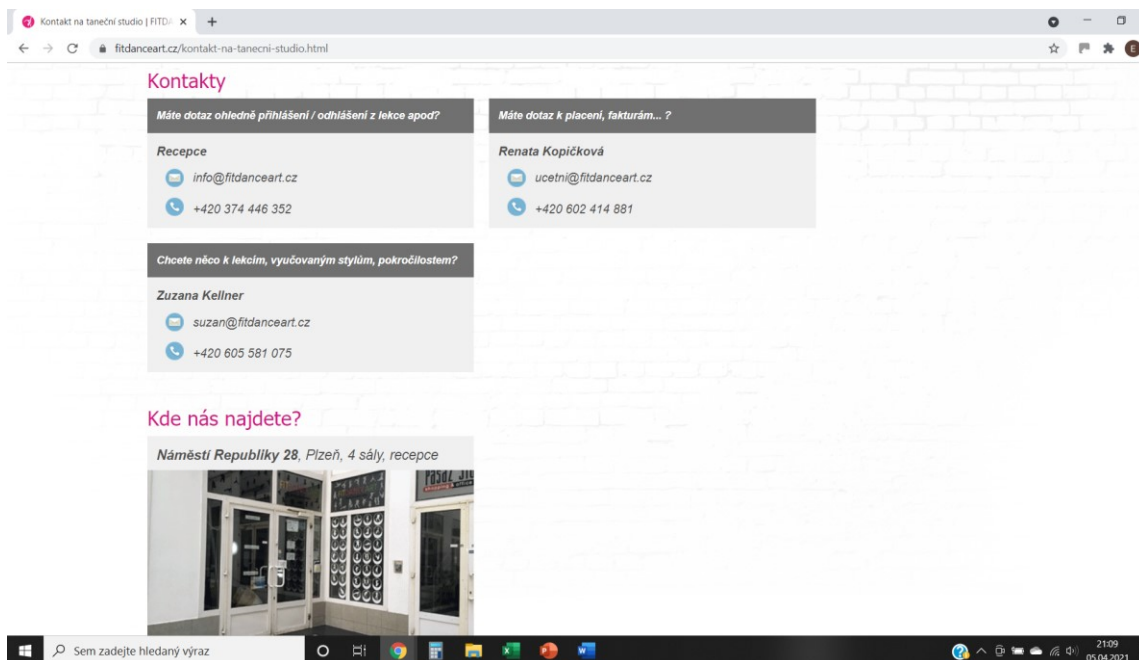 Kontakt na taneční studio | FITDA
fitdanceart.cz/kontakt-na-tanecni-studio.html
E
Kontakty
Máte dotaz ohledně přihlášení / odhlášení z lekce apod?
Recepce
info@fitdanceart.cz
+420 374 446 352
Máte dotaz k placení, fakturám... ?
Renata Kopičková
ucetni@fitdanceart.cz
+420 602 414 881
Chcete něco k lekcím, vyučovaným stylům, pokročilostem?
Zuzana Kellner
suzan@fitdanceart.cz
+420 605 581 075
Kde nás najdete?
Náměstí Republiky 28, Plzeň, 4 sály, recepce
Sem zadejte hledaný výraz
21:09
05.04.2021